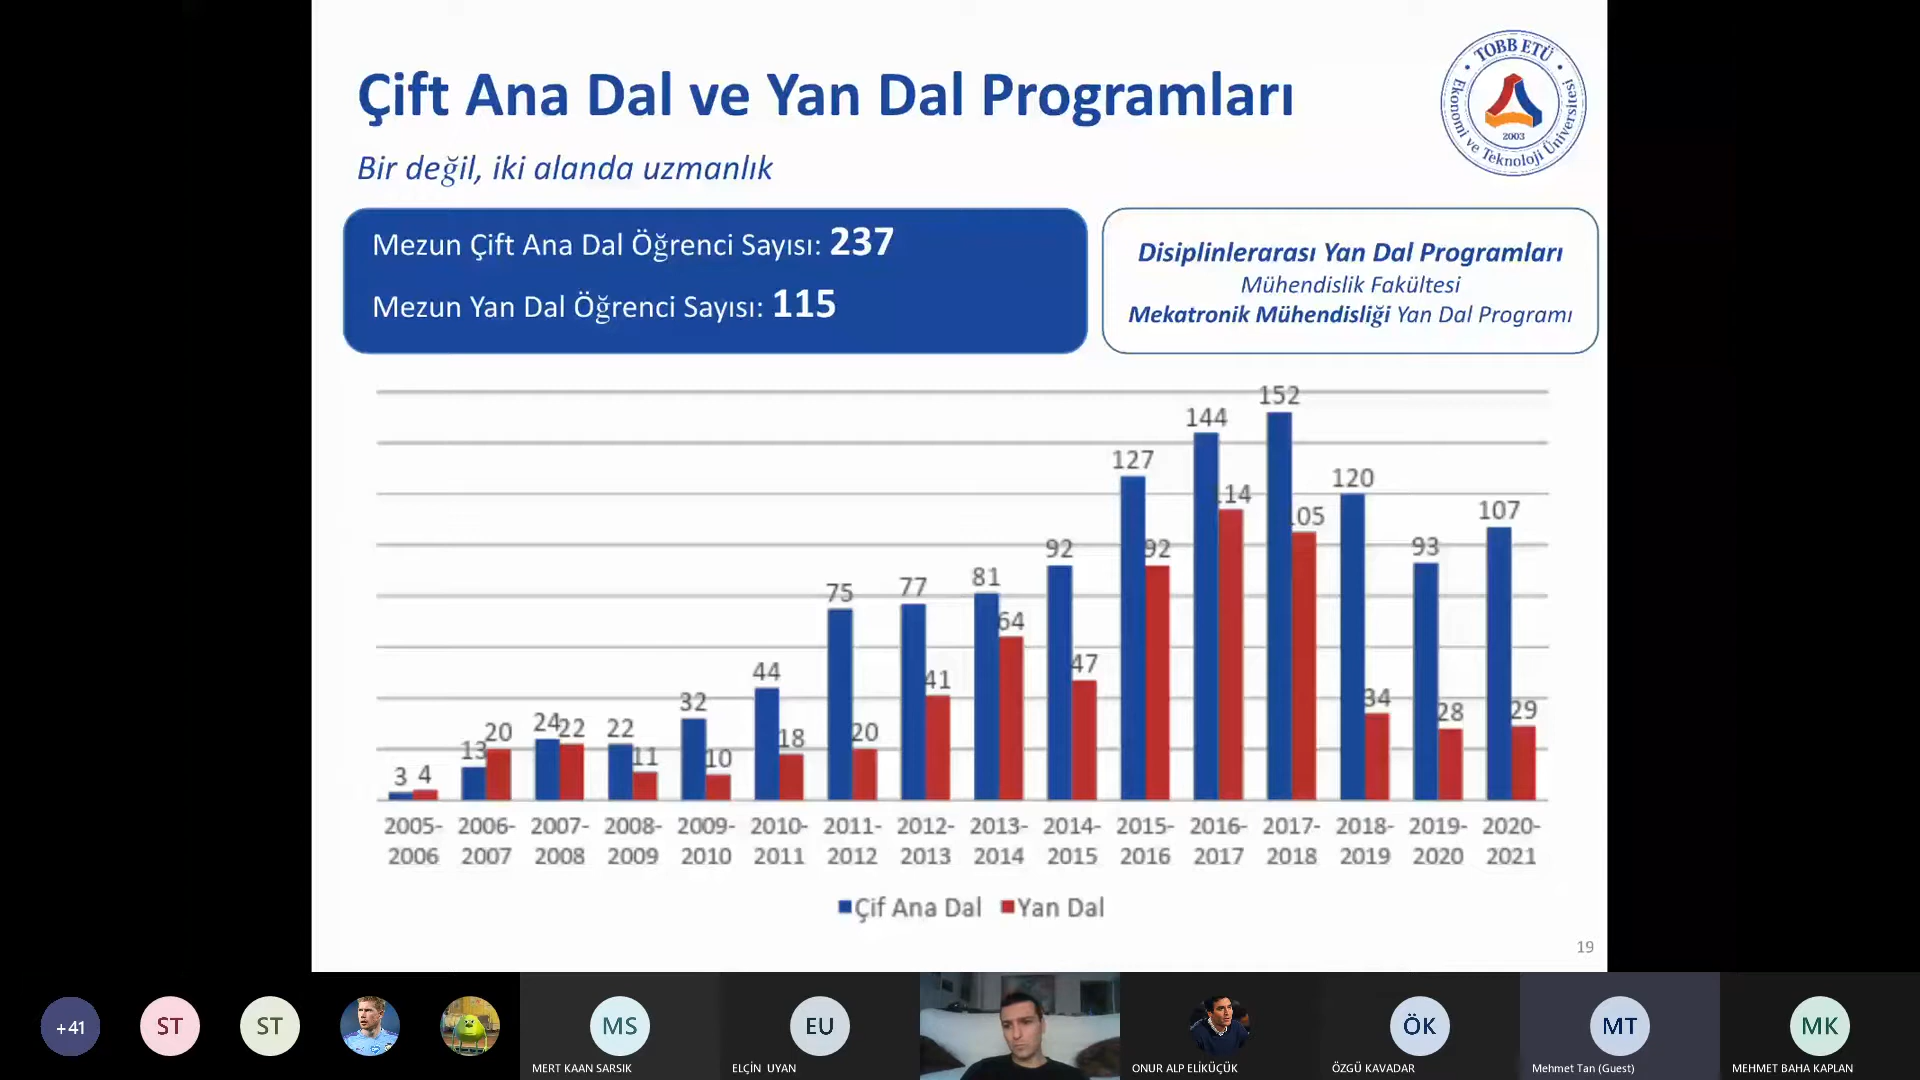 Çift Ana Dal ve Yan Dal Programları
TOBB ETÜ
Ekonomi ve Teknoloji Üniversitesi
2003
Bir değil, iki alanda uzmanlık
Mezun Çift Ana Dal Öğrenci Sayısı: 237
Mezun Yan Dal Öğrenci Sayısı: 115
Disiplinlerarası Yan Dal Programları
Mühendislik Fakültesi
Mekatronik Mühendisliği Yan Dal Programı
3 4 13 20 24 22 22 11 32 10 44 18 75 20 77 41 81 64 92 47 127 92 144 114 152 105 120 34 93 28 107 29
2005- 2006- 2007- 2008- 2009- 2010- 2011- 2012- 2013- 2014- 2015- 2016- 2017- 2018- 2019- 2020-
2006 2007 2008 2009 2010 2011 2012 2013 2014 2015 2016 2017 2018 2019 2020 2021
Çif Ana Dal Yan Dal
19
+41 ST ST MS EU ÖK MT MK
MERT KAAN SARSIK ELÇİN UYAN ONUR ALP ELİKÜÇÜK ÖZGÜ KAVADAR Mehmet Tan (Guest) MEHMET BAHA KAPLAN